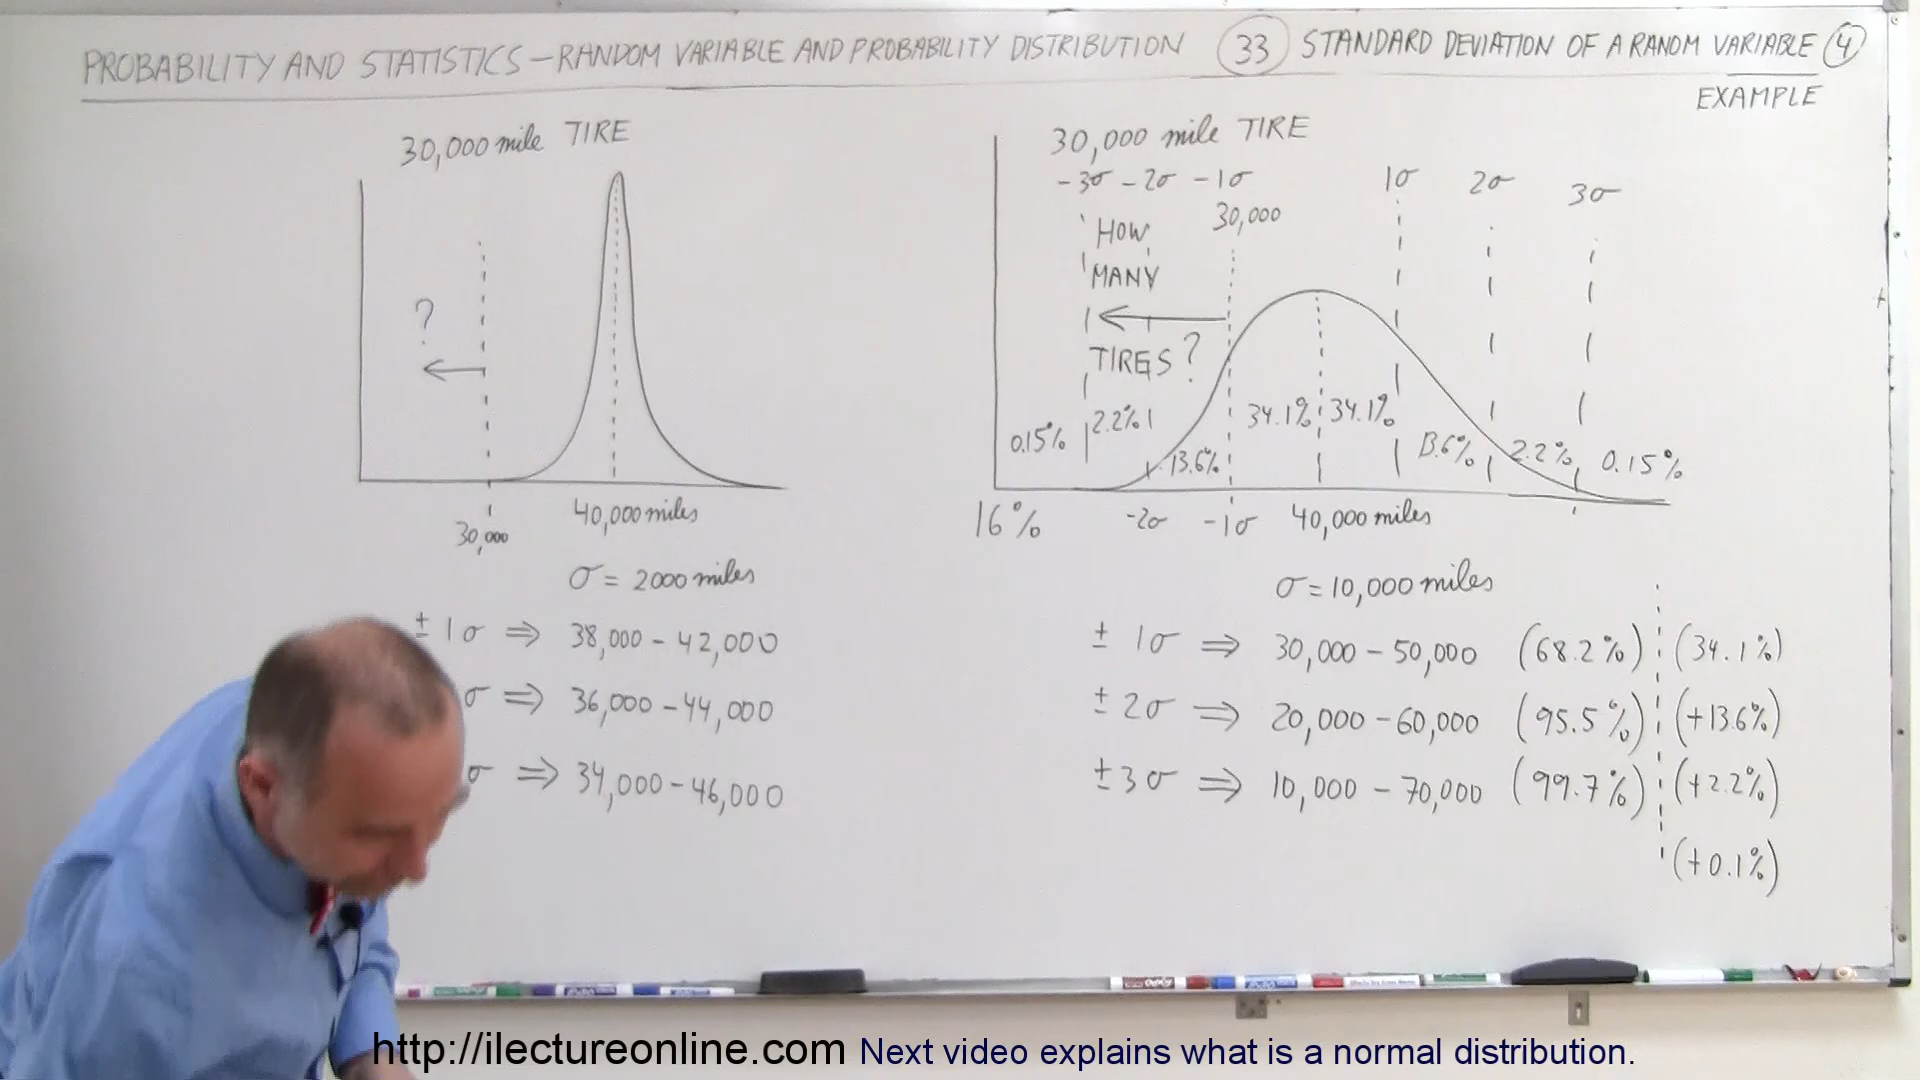 PROBABILITY AND STATISTICS – RANDOM VARIABLE AND PROBABILITY DISTRIBUTION 33 STANDARD DEVIATION OF A RANOM VARIABLE 4
EXAMPLE
30,000 mile TIRE
?
30,000
40,000 miles
σ = 2000 miles
± 1σ ⇒ 38,000 – 42,000
σ ⇒ 36,000 – 44,000
σ ⇒ 34,000 – 46,000
30,000 mile TIRE
-3σ -2σ -1σ 1σ 2σ 3σ
30,000
HOW
MANY
TIRES?
0.15% 2.2% 13.6% 34.1% 34.1% 13.6% 2.2% 0.15%
16% -2σ -1σ 40,000 miles
σ = 10,000 miles
± 1σ ⇒ 30,000 – 50,000 (68.2%) (34.1%)
± 2σ ⇒ 20,000 – 60,000 (95.5%) (+13.6%)
± 3σ ⇒ 10,000 – 70,000 (99.7%) (+2.2%)
(+0.1%)
http://ilectureonline.com Next video explains what is a normal distribution.